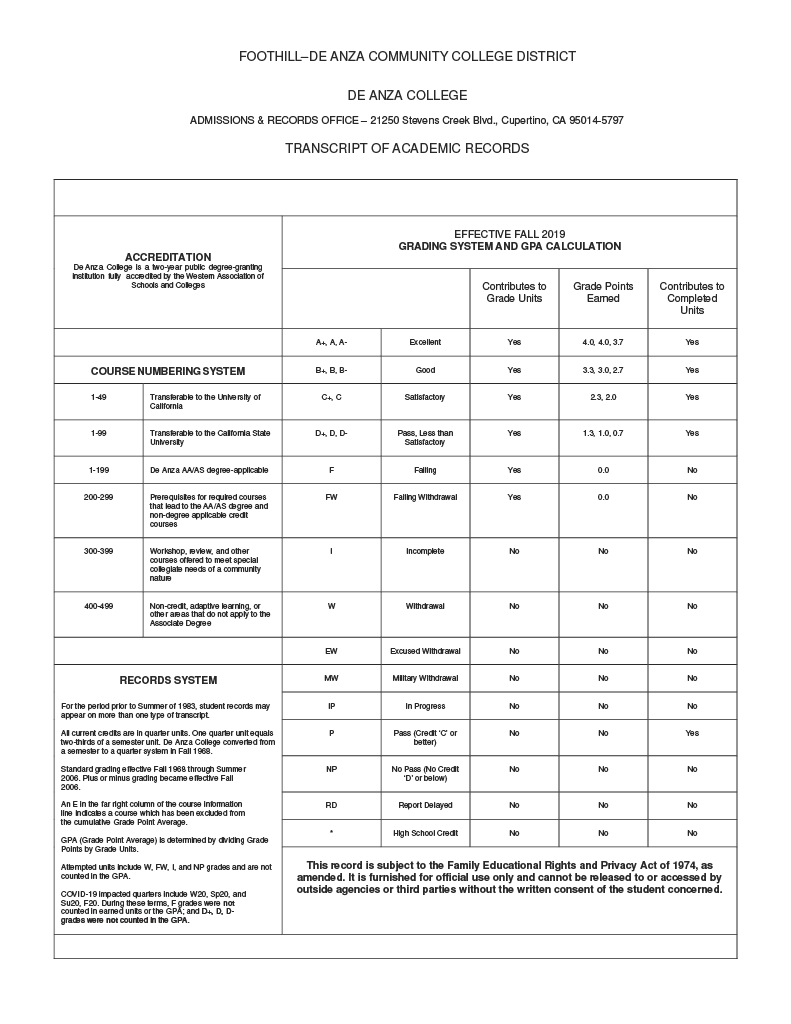 FOOTHILL–DE ANZA COMMUNITY COLLEGE DISTRICT
DE ANZA COLLEGE
ADMISSIONS & RECORDS OFFICE – 21250 Stevens Creek Blvd., Cupertino, CA 95014-5797
TRANSCRIPT OF ACADEMIC RECORDS
ACCREDITATION
De Anza College is a two-year public degree-granting
institution fully accredited by the Western Association of
Schools and Colleges
EFFECTIVE FALL 2019
GRADING SYSTEM AND GPA CALCULATION
Contributes to
Grade Units
Grade Points
Earned
Contributes to
Completed
Units
A+, A, A- Excellent Yes 4.0, 4.0, 3.7 Yes
COURSE NUMBERING SYSTEM
B+, B, B- Good Yes 3.3, 3.0, 2.7 Yes
1-49
Transferable to the University of
California
C+, C Satisfactory Yes 2.3, 2.0 Yes
1-99
Transferable to the California State
University
D+, D, D-
Pass, Less than
Satisfactory
Yes 1.3, 1.0, 0.7 Yes
1-199 De Anza AA/AS degree-applicable
F Failing Yes 0.0 No
200-299
Prerequisites for required courses
that lead to the AA/AS degree and
non-degree applicable credit
courses
FW Failing Withdrawal Yes 0.0 No
300-399
Workshop, review, and other
courses offered to meet special
collegiate needs of a community
nature
I Incomplete No No No
400-499
Non-credit, adaptive learning, or
other areas that do not apply to the
Associate Degree
W Withdrawal No No No
EW Excused Withdrawal No No No
RECORDS SYSTEM
For the period prior to Summer of 1983, student records may
appear on more than one type of transcript.
All current credits are in quarter units. One quarter unit equals
two-thirds of a semester unit. De Anza College converted from
a semester to a quarter system in Fall 1968.
Standard grading effective Fall 1968 through Summer
2006. Plus or minus grading became effective Fall
2006.
An E in the far right column of the course information
line indicates a course which has been excluded from
the cumulative Grade Point Average.
GPA (Grade Point Average) is determined by dividing Grade
Points by Grade Units.
Attempted units include W, FW, I, and NP grades and are not
counted in the GPA.
COVID-19 impacted quarters include W20, Sp20, and
Su20, F20. During these terms, F grades were not
counted in earned units or the GPA; and D+, D, D-
grades were not counted in the GPA.
MW Military Withdrawal No No No
IP In Progress No No No
P
Pass (Credit ‘C’ or
better)
No No Yes
NP
No Pass (No Credit
‘D’ or below)
No No No
RD Report Delayed No No No
* High School Credit No No No
This record is subject to the Family Educational Rights and Privacy Act of 1974, as
amended. It is furnished for official use only and cannot be released to or accessed by
outside agencies or third parties without the written consent of the student concerned.